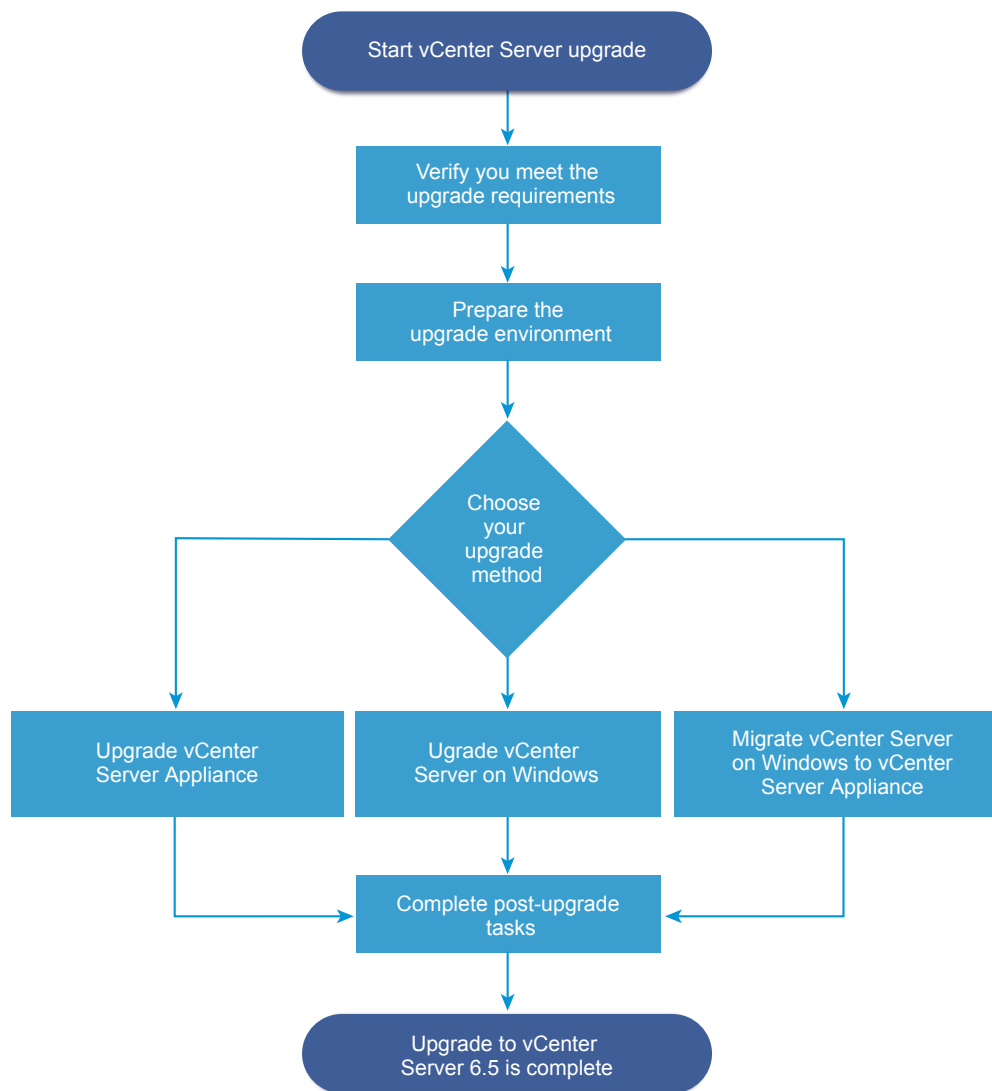 Start vCenter Server upgrade
Verify you meet the
upgrade requirements
Prepare the
upgrade environment
Choose
your
upgrade
method
Upgrade vCenter
Server Appliance
Ugrade vCenter
Server on Windows
Migrate vCenter Server
on Windows to vCenter
Server Appliance
Complete post-upgrade
tasks
Upgrade to vCenter
Server 6.5 is complete